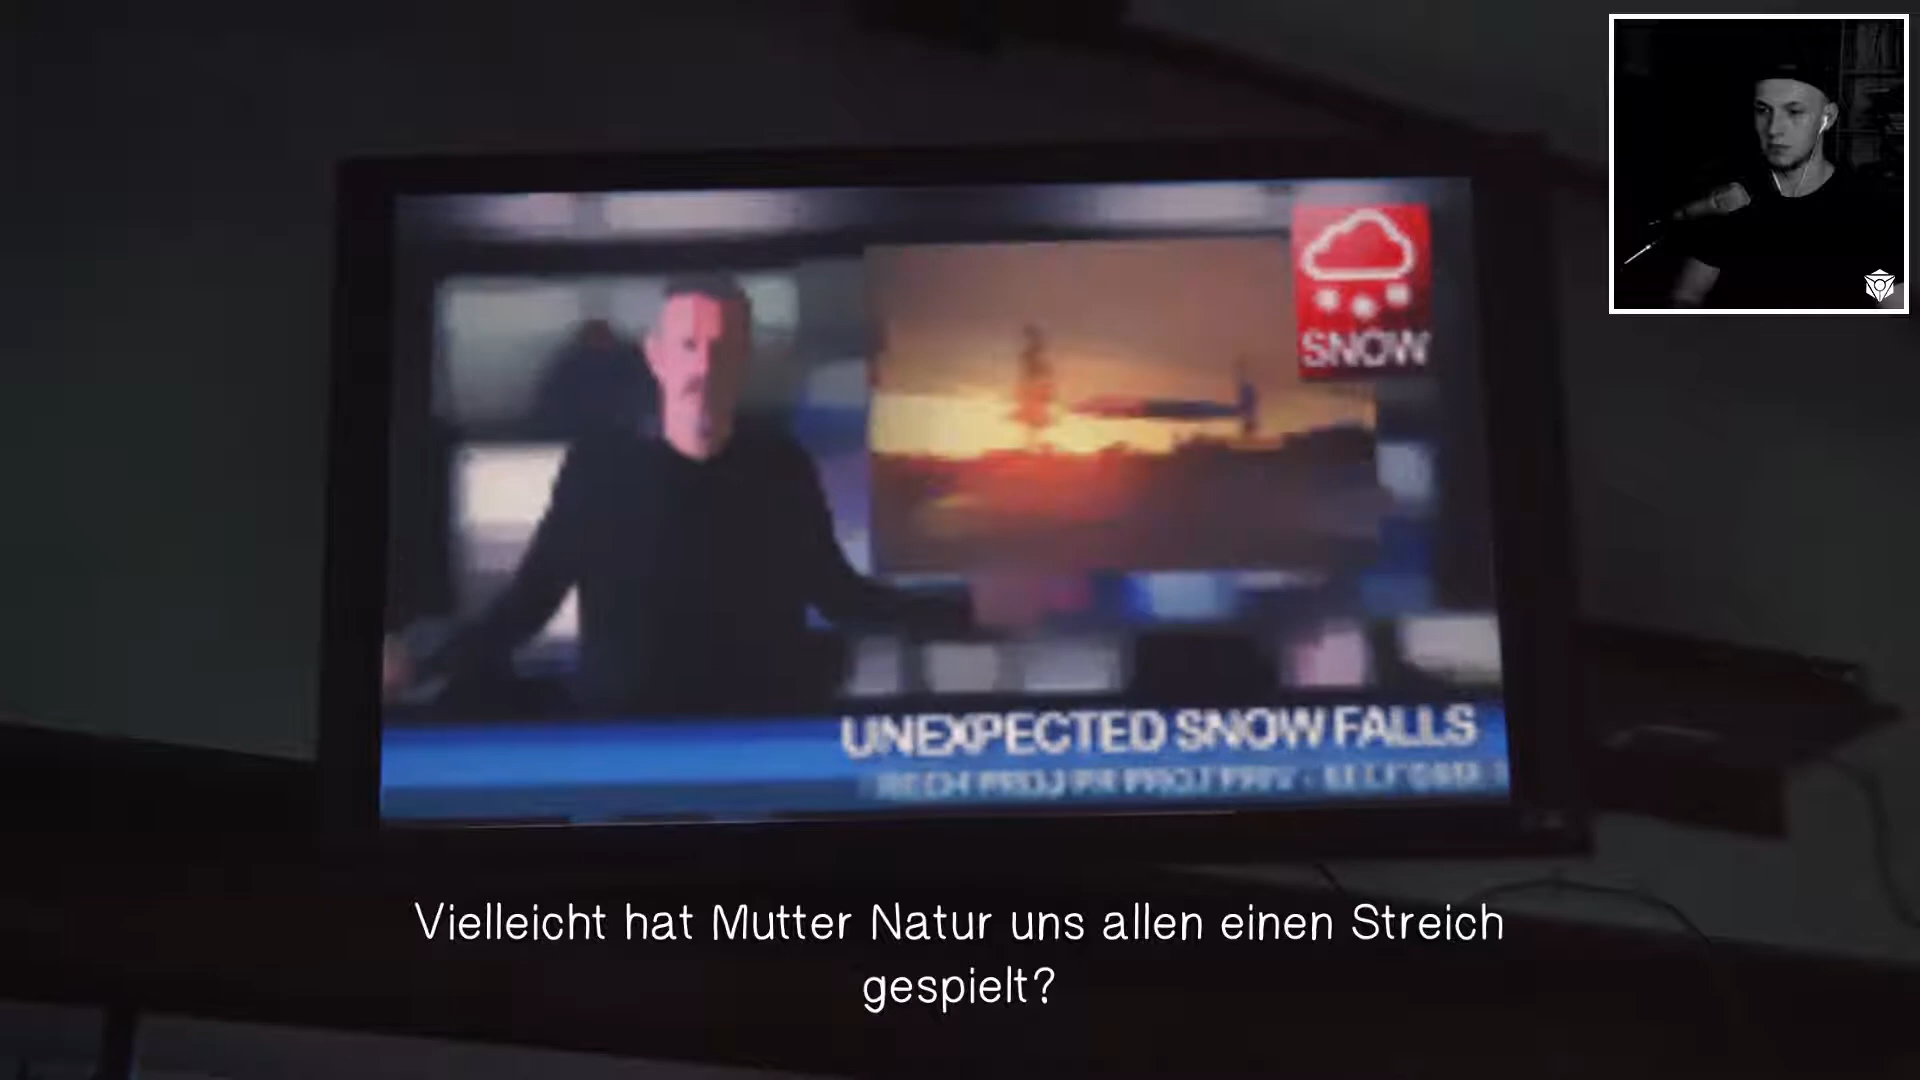 SNOW
UNEXPECTED SNOW FALLS
Vielleicht hat Mutter Natur uns allen einen Streich
gespielt?